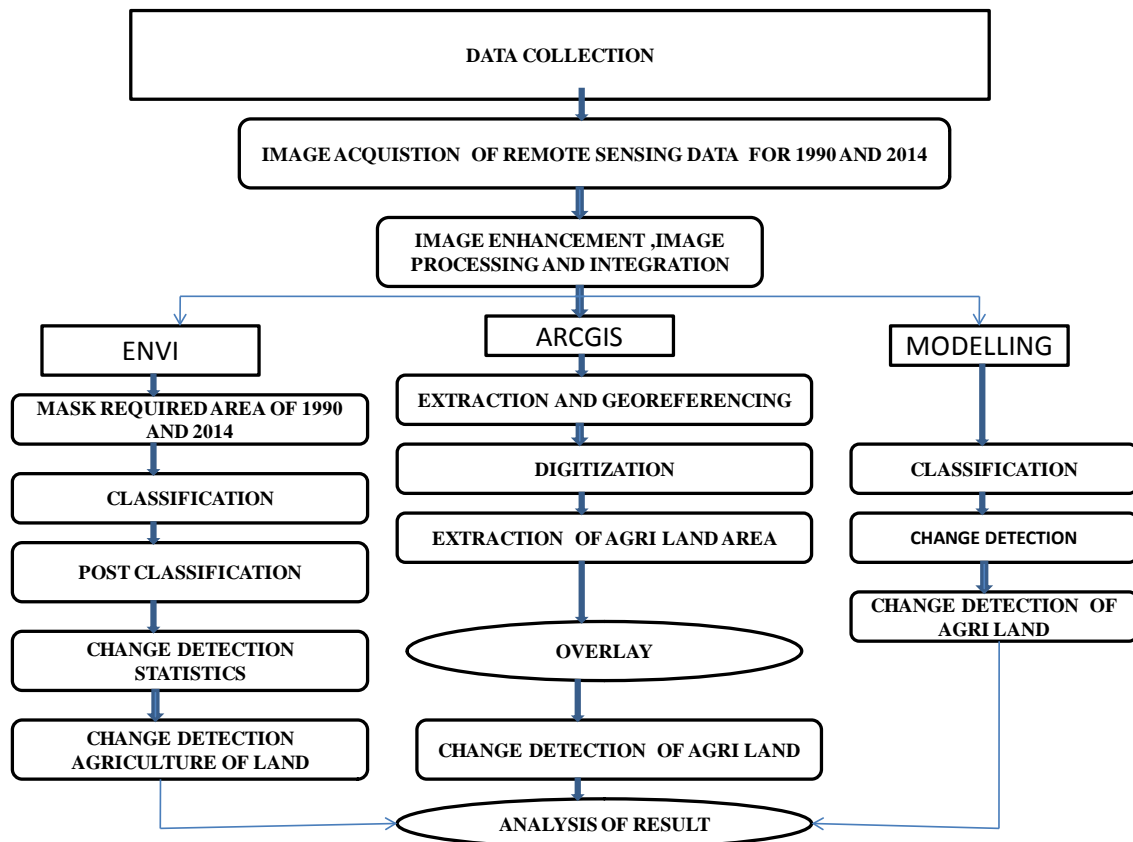 DATA COLLECTION
IMAGE ACQUISTION OF REMOTE SENSING DATA FOR 1990 AND 2014
IMAGE ENHANCEMENT ,IMAGE
PROCESSING AND INTEGRATION
ENVI
MASK REQUIRED AREA OF 1990
AND 2014
CLASSIFICATION
POST CLASSIFICATION
CHANGE DETECTION
STATISTICS
CHANGE DETECTION
AGRICULTURE OF LAND
ARCGIS
EXTRACTION AND GEOREFERENCING
DIGITIZATION
EXTRACTION OF AGRI LAND AREA
OVERLAY
CHANGE DETECTION OF AGRI LAND
MODELLING
CLASSIFICATION
CHANGE DETECTION
CHANGE DETECTION OF
AGRI LAND
ANALYSIS OF RESULT